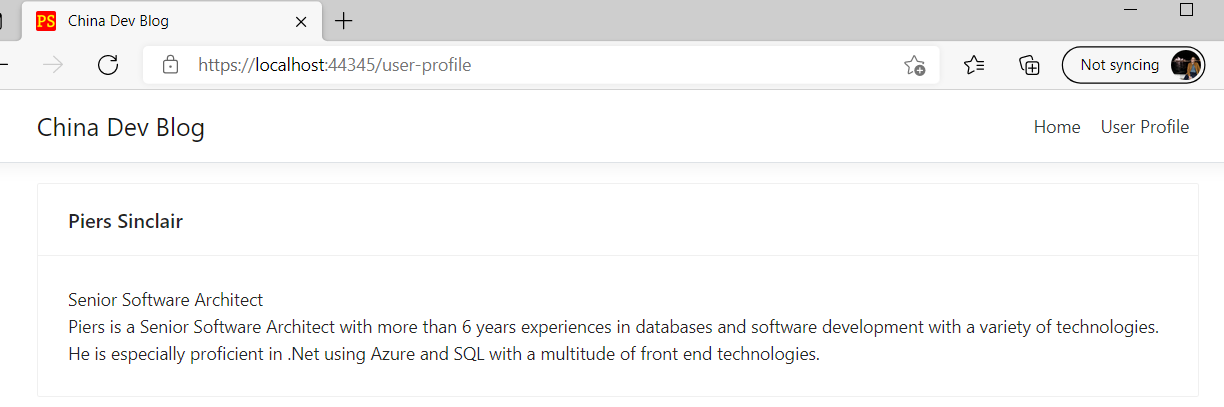 PS China Dev Blog
https://localhost:44345/user-profile
Not syncing
China Dev Blog
Home User Profile
Piers Sinclair
Senior Software Architect
Piers is a Senior Software Architect with more than 6 years experiences in databases and software development with a variety of technologies.
He is especially proficient in .Net using Azure and SQL with a multitude of front end technologies.